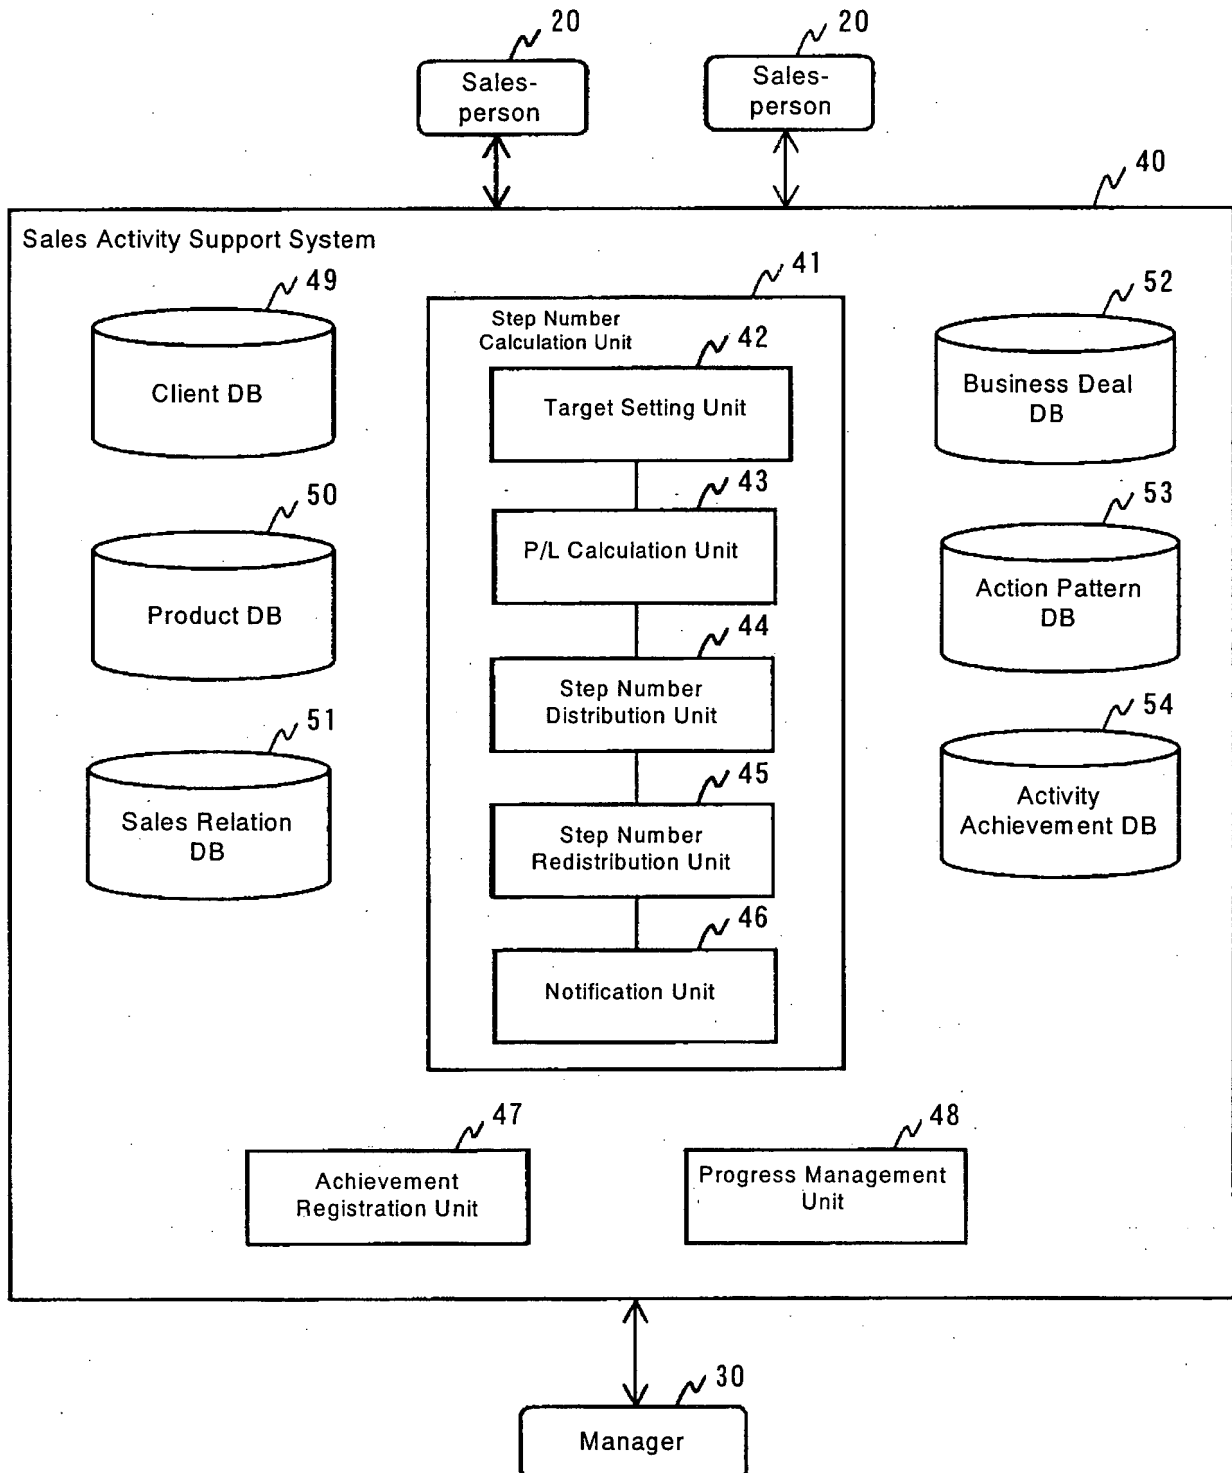 20
Sales-
person
20
Sales-
person
40
Sales Activity Support System
49
Client DB
50
Product DB
51
Sales Relation
DB
41
Step Number
Calculation Unit
42
Target Setting Unit
43
P/L Calculation Unit
44
Step Number
Distribution Unit
45
Step Number
Redistribution Unit
46
Notification Unit
52
Business Deal
DB
53
Action Pattern
DB
54
Activity
Achievement DB
47
Achievement
Registration Unit
48
Progress Management
Unit
30
Manager